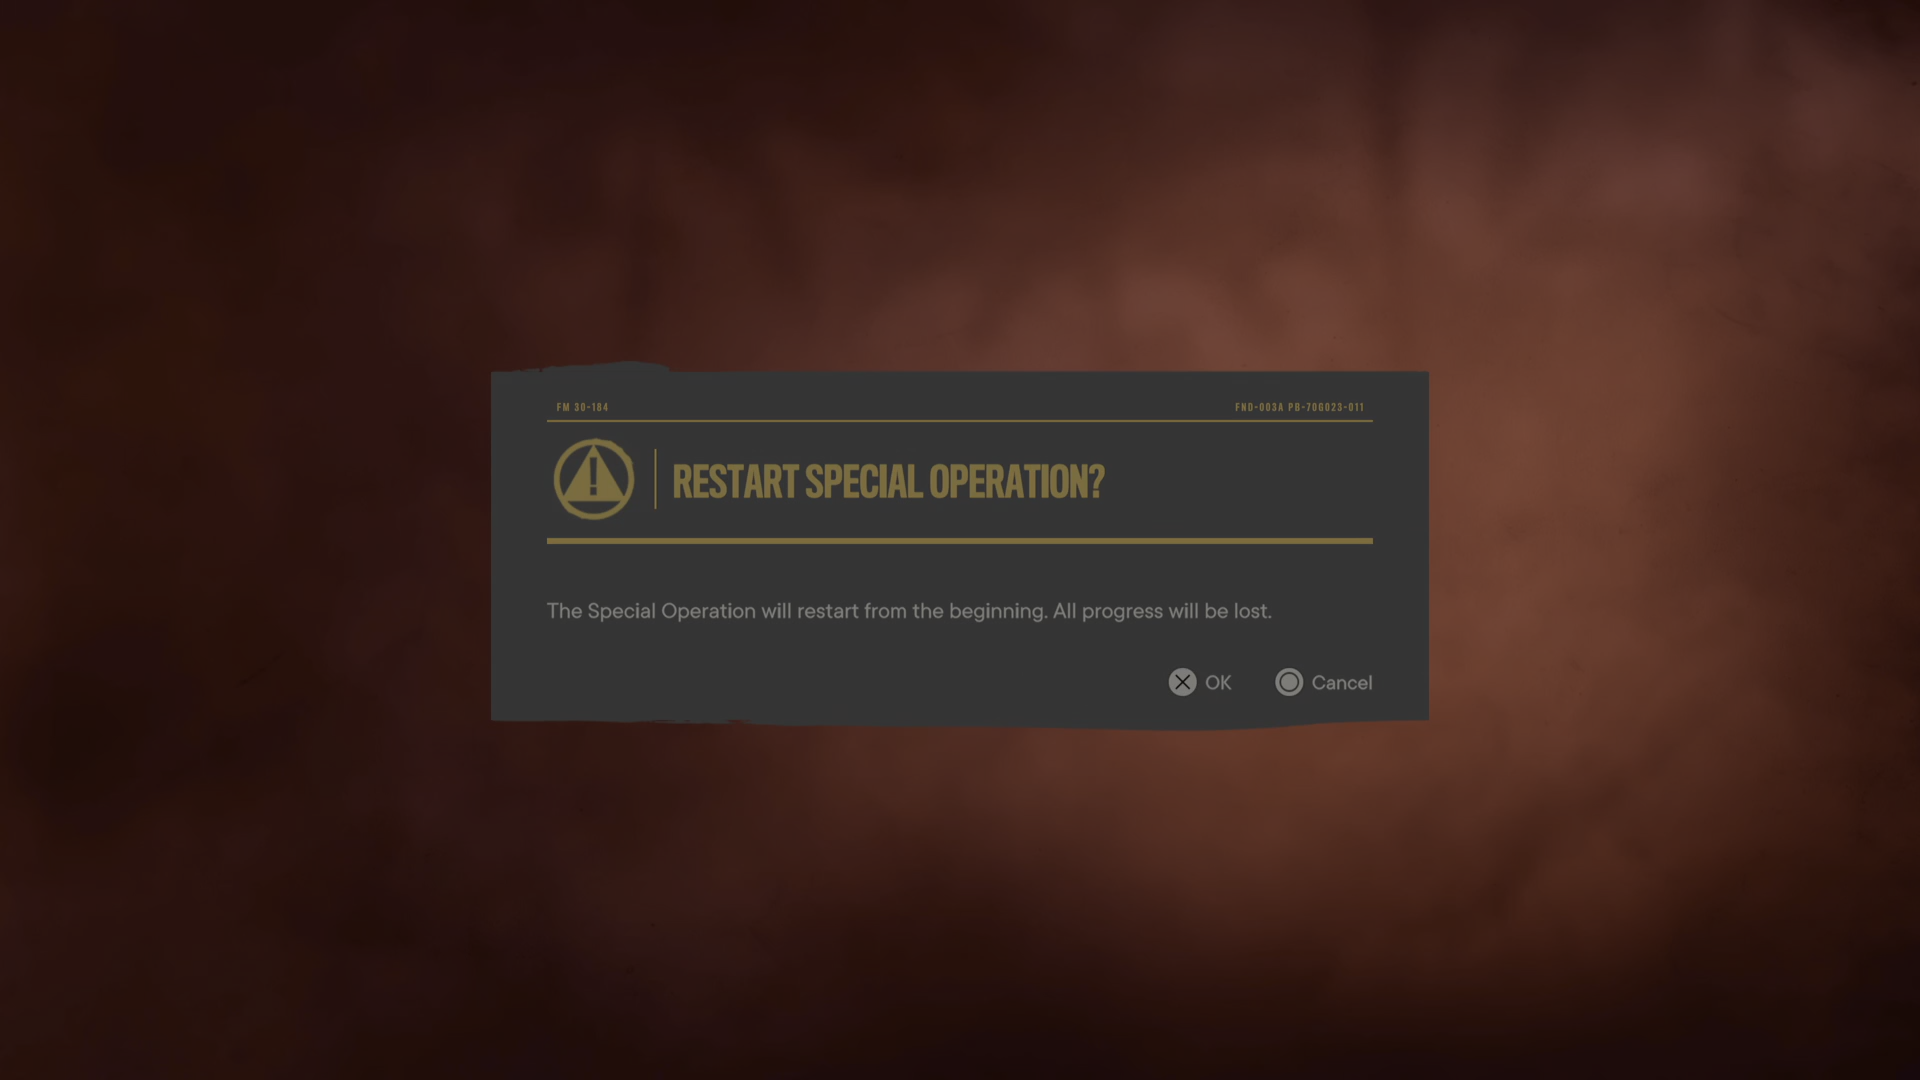 FM 30-184
FND-003A PB-70G023-011
RESTART SPECIAL OPERATION?
The Special Operation will restart from the beginning. All progress will be lost.
OK
Cancel